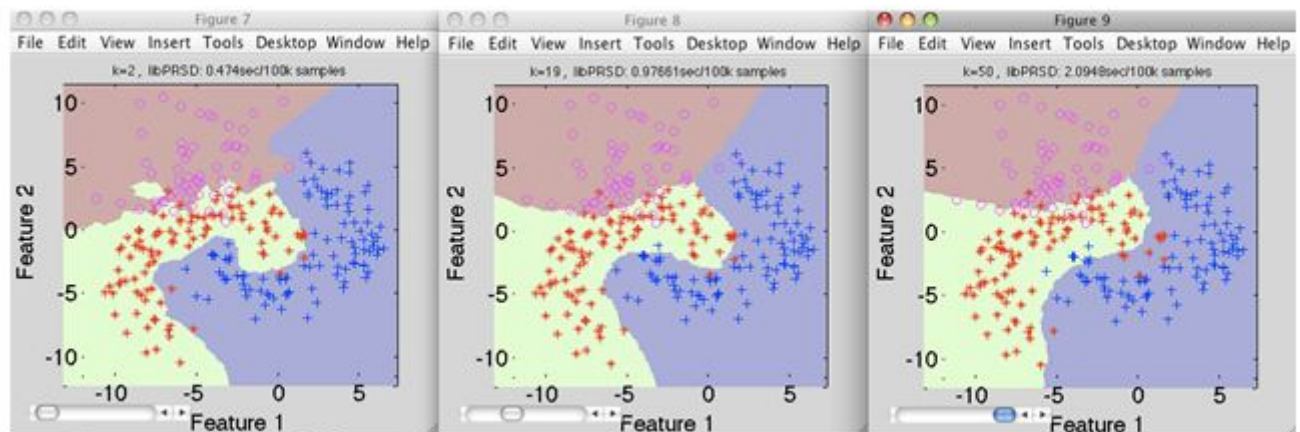 Figure 7
File Edit View Insert Tools Desktop Window Help
k=2 , libPRSD: 0.474sec/100k samples
10
5
0
-5
-10
-10 -5 0 5
Feature 2
Feature 1
Figure 8
File Edit View Insert Tools Desktop Window Help
k=19 , libPRSD: 0.97661sec/100k samples
10
5
0
-5
-10
-10 -5 0 5
Feature 2
Feature 1
Figure 9
File Edit View Insert Tools Desktop Window Help
k=50 , libPRSD: 2.0948sec/100k samples
10
5
0
-5
-10
-10 -5 0 5
Feature 2
Feature 1